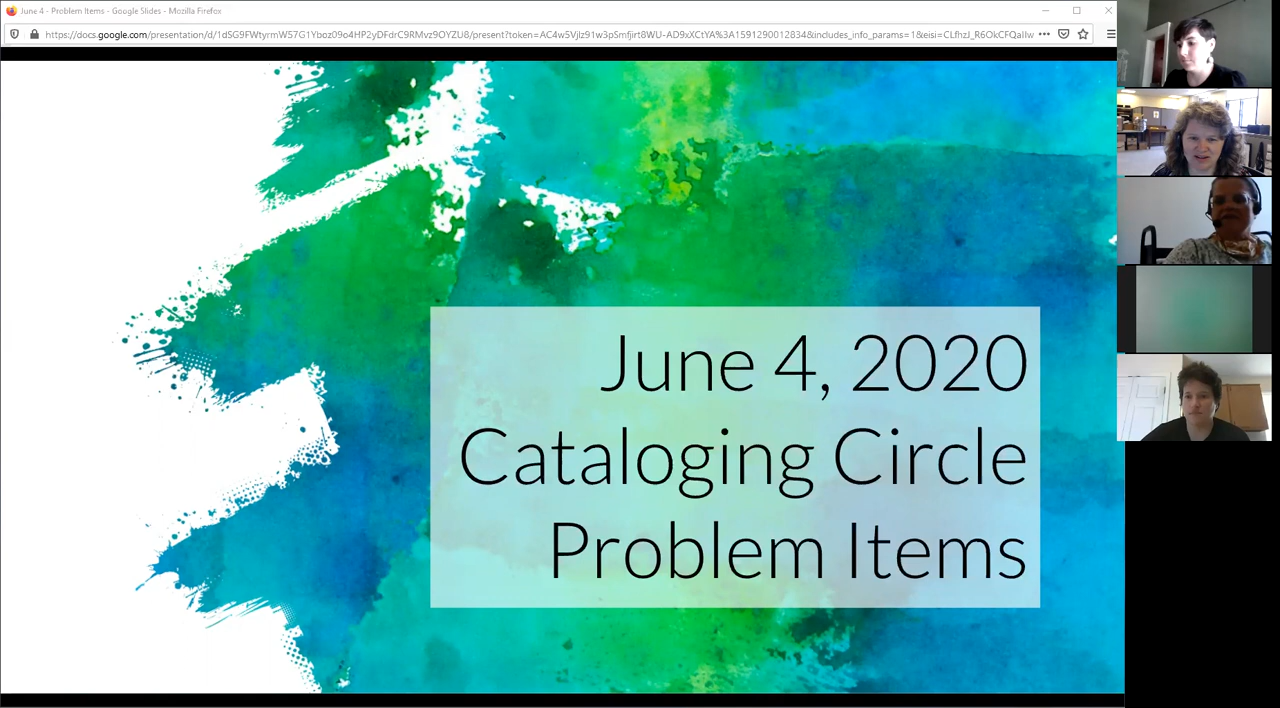 June 4 - Problem Items - Google Slides - Mozilla Firefox
June 4, 2020
Cataloging Circle
Problem Items